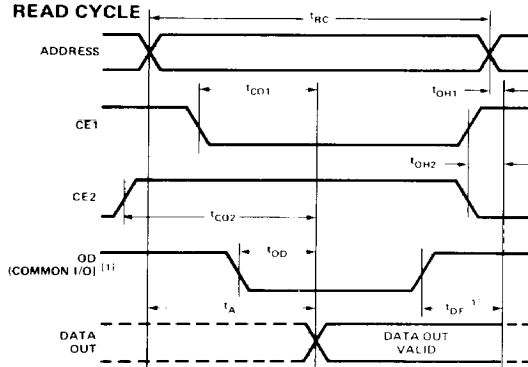 READ CYCLE
tRC
ADDRESS
tCO1
tOH1
CE1
tOH2
CE2
tCO2
OD
(COMMON I/O) [1]
tOD
tA
tDF
DATA
OUT
DATA OUT
VALID